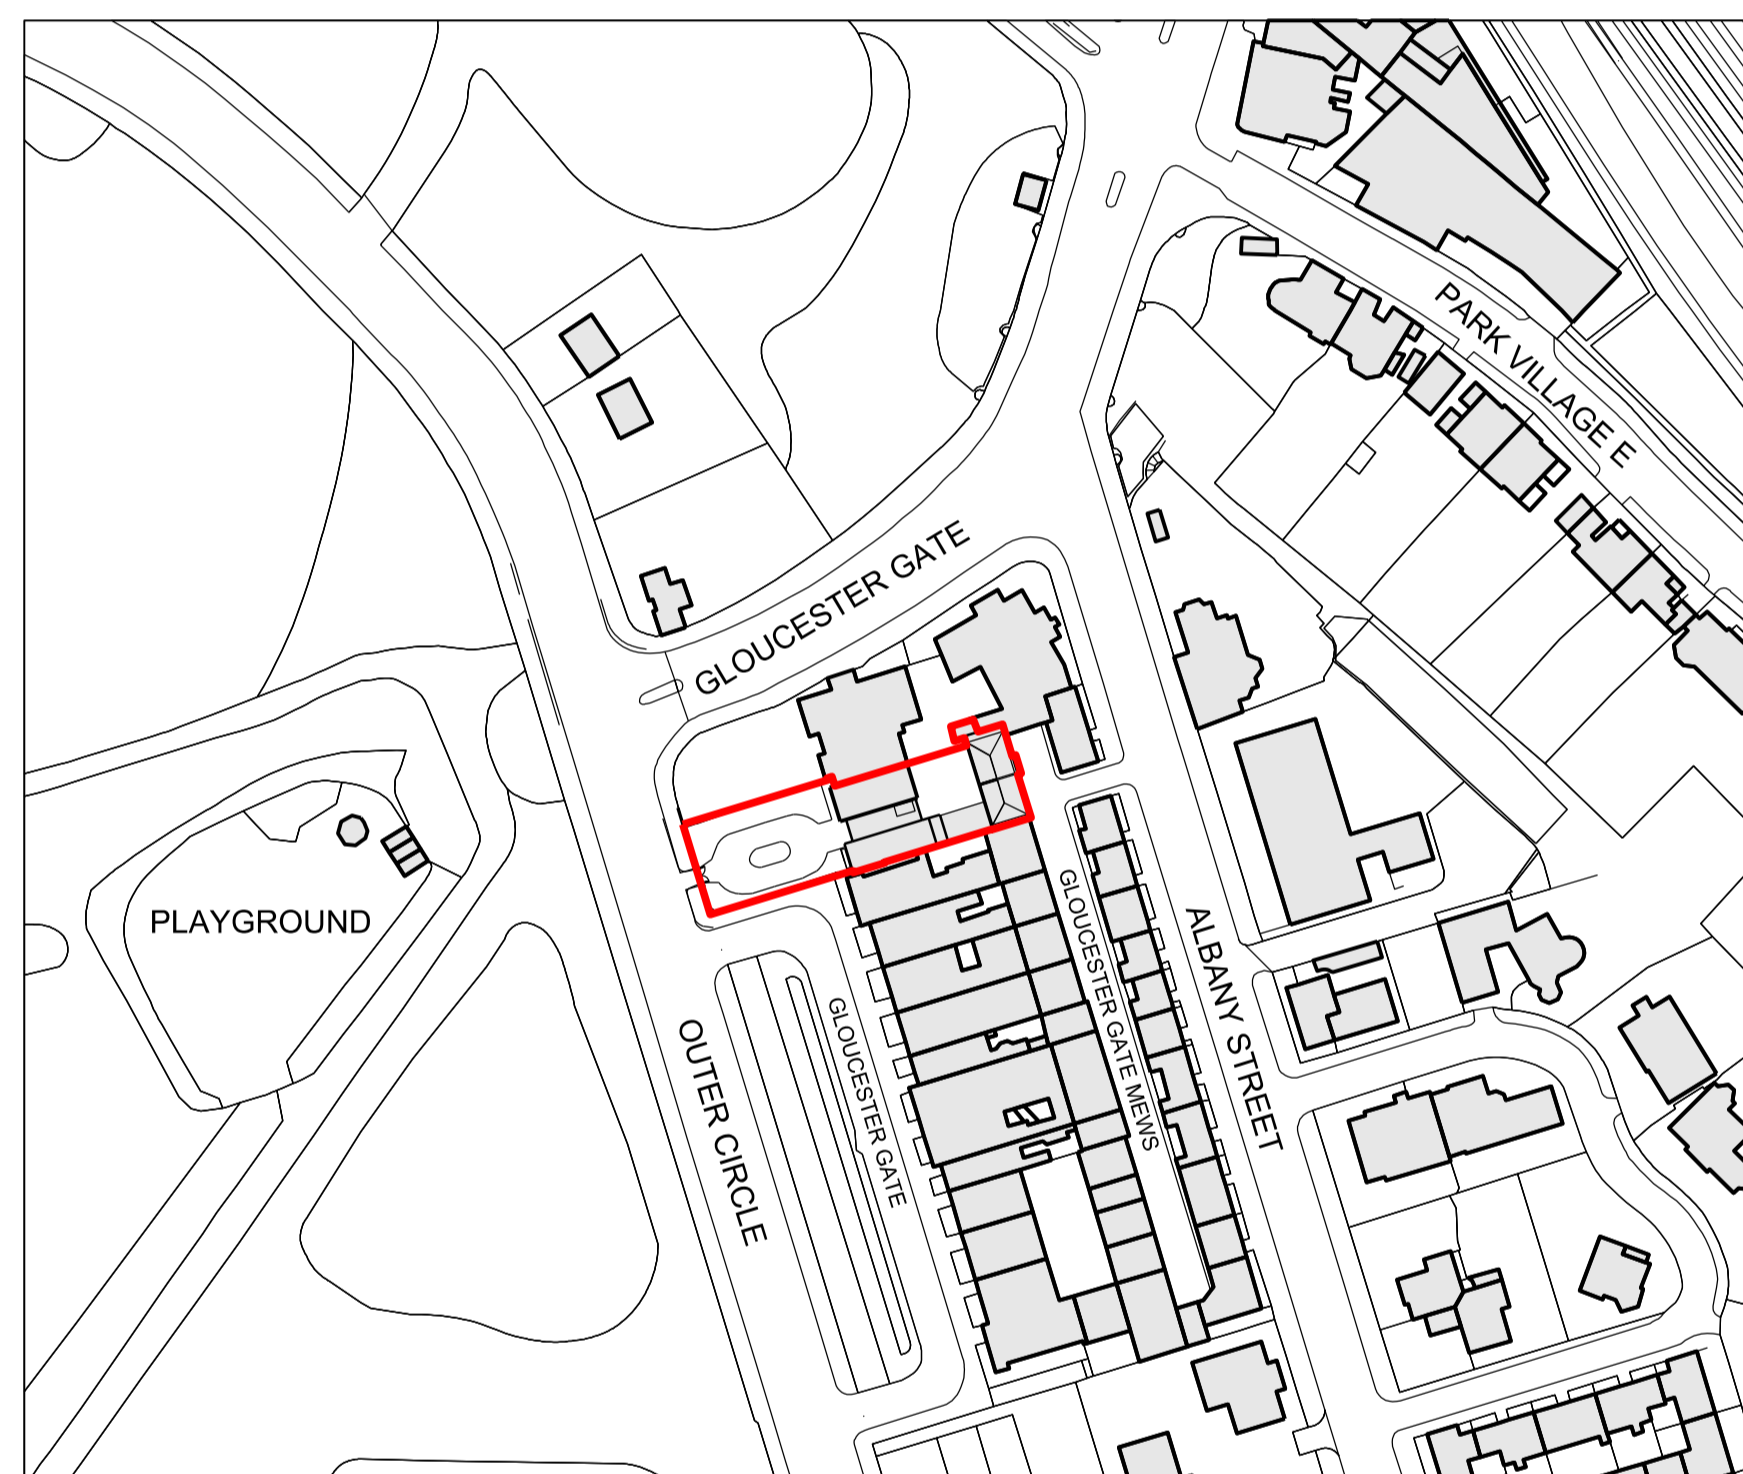 PARK VILLAGE E
GLOUCESTER GATE
PLAYGROUND
GLOUCESTER GATE MEWS
ALBANY STREET
GLOUCESTER GATE
OUTER CIRCLE